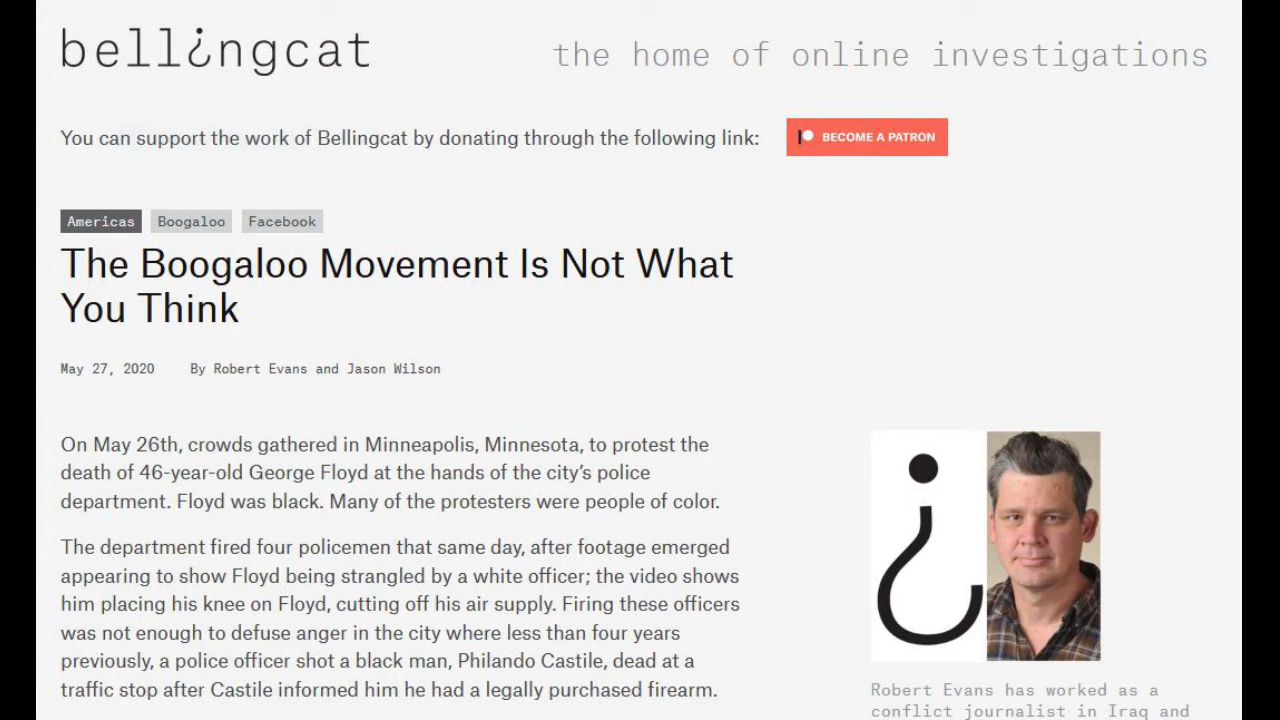 bell¿ngcat
the home of online investigations
You can support the work of Bellingcat by donating through the following link:
BECOME A PATRON
Americas
Boogaloo
Facebook
The Boogaloo Movement Is Not What
You Think
May 27, 2020
By Robert Evans and Jason Wilson
On May 26th, crowds gathered in Minneapolis, Minnesota, to protest the
death of 46-year-old George Floyd at the hands of the city’s police
department. Floyd was black. Many of the protesters were people of color.
The department fired four policemen that same day, after footage emerged
appearing to show Floyd being strangled by a white officer; the video shows
him placing his knee on Floyd, cutting off his air supply. Firing these officers
was not enough to defuse anger in the city where less than four years
previously, a police officer shot a black man, Philando Castile, dead at a
traffic stop after Castile informed him he had a legally purchased firearm.
¿
Robert Evans has worked as a
conflict journalist in Iraq and